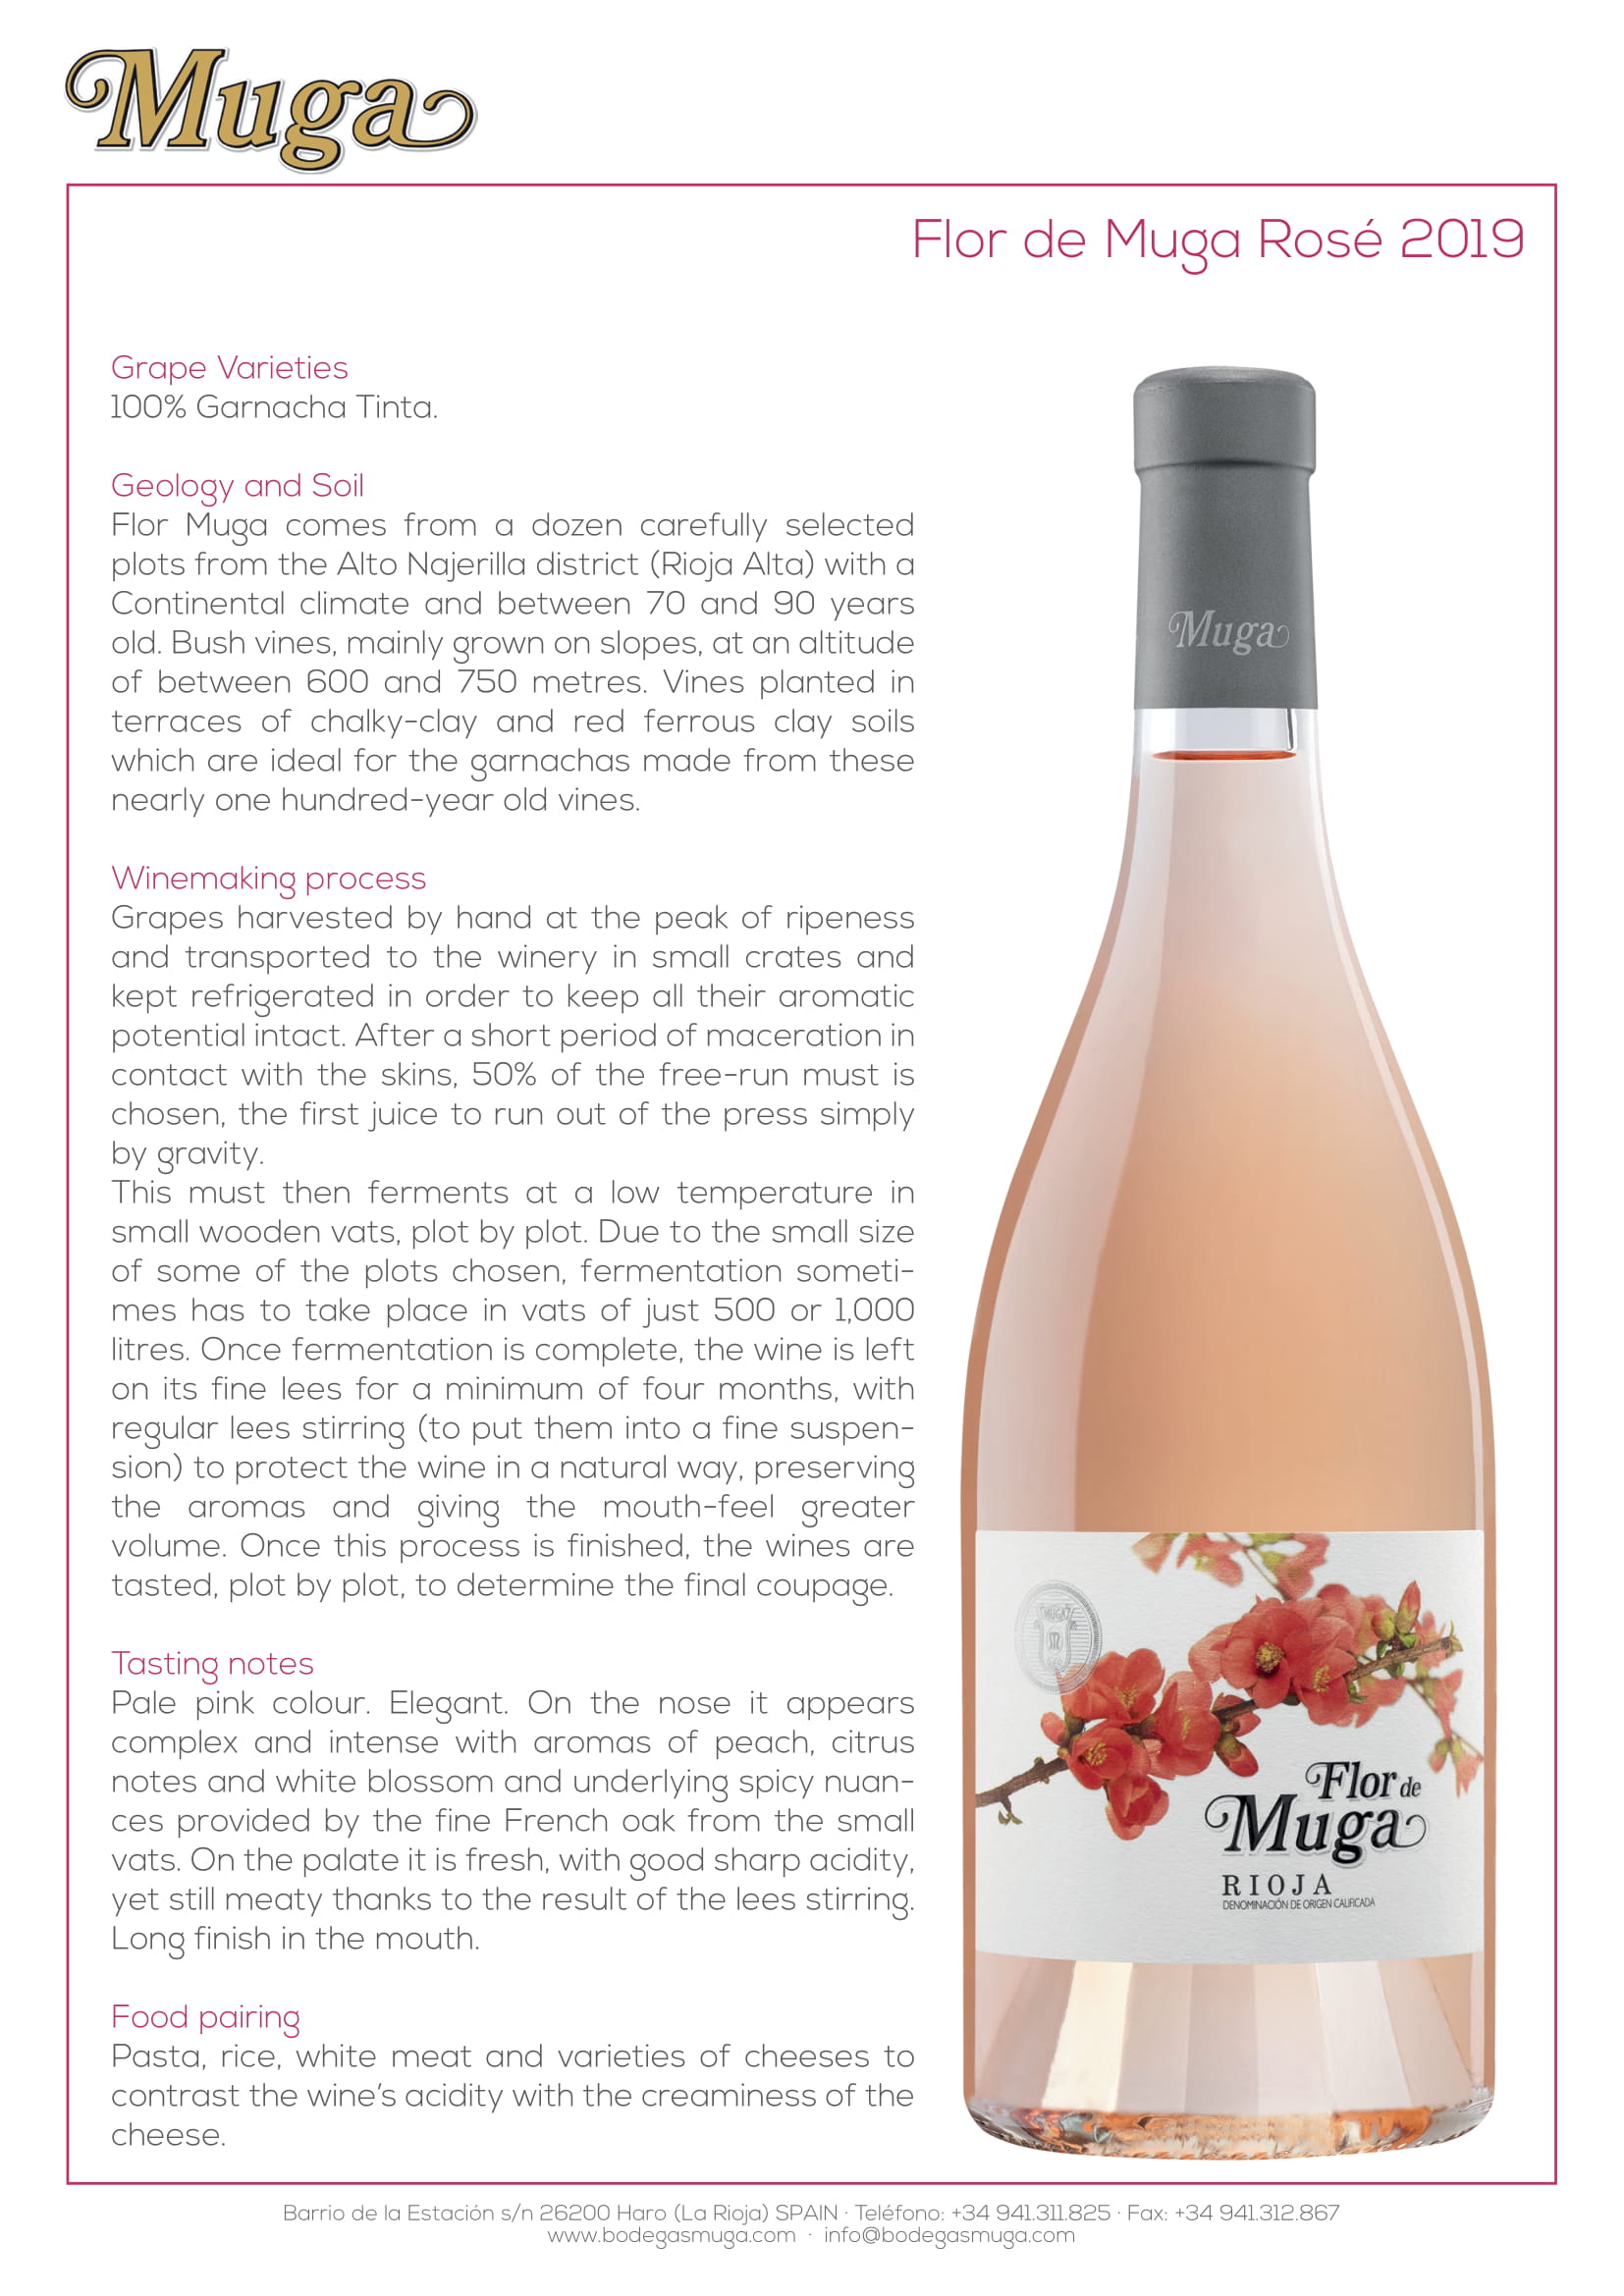 Muga
Flor de Muga Rosé 2019
Grape Varieties
100% Garnacha Tinta.
Geology and Soil
Flor Muga comes from a dozen carefully selected
plots from the Alto Najerilla district (Rioja Alta) with a
Continental climate and between 70 and 90 years
old. Bush vines, mainly grown on slopes, at an altitude
of between 600 and 750 metres. Vines planted in
terraces of chalky-clay and red ferrous clay soils
which are ideal for the garnachas made from these
nearly one hundred-year old vines.
Winemaking process
Grapes harvested by hand at the peak of ripeness
and transported to the winery in small crates and
kept refrigerated in order to keep all their aromatic
potential intact. After a short period of maceration in
contact with the skins, 50% of the free-run must is
chosen, the first juice to run out of the press simply
by gravity.
This must then ferments at a low temperature in
small wooden vats, plot by plot. Due to the small size
of some of the plots chosen, fermentation someti-
mes has to take place in vats of just 500 or 1,000
litres. Once fermentation is complete, the wine is left
on its fine lees for a minimum of four months, with
regular lees stirring (to put them into a fine suspen-
sion) to protect the wine in a natural way, preserving
the aromas and giving the mouth-feel greater
volume. Once this process is finished, the wines are
tasted, plot by plot, to determine the final coupage.
Tasting notes
Pale pink colour. Elegant. On the nose it appears
complex and intense with aromas of peach, citrus
notes and white blossom and underlying spicy nuan-
ces provided by the fine French oak from the small
vats. On the palate it is fresh, with good sharp acidity,
yet still meaty thanks to the result of the lees stirring.
Long finish in the mouth.
Food pairing
Pasta, rice, white meat and varieties of cheeses to
contrast the wine's acidity with the creaminess of the
cheese.
Muga
MUGA
Flor de
Muga
RIOJA
DENOMINACIÓN DE ORIGEN CALIFICADA
Barrio de la Estación s/n 26200 Haro (La Rioja) SPAIN · Teléfono: +34 941.311.825 · Fax: +34 941.312.867
www.bodegasmuga.com · info@bodegasmuga.com